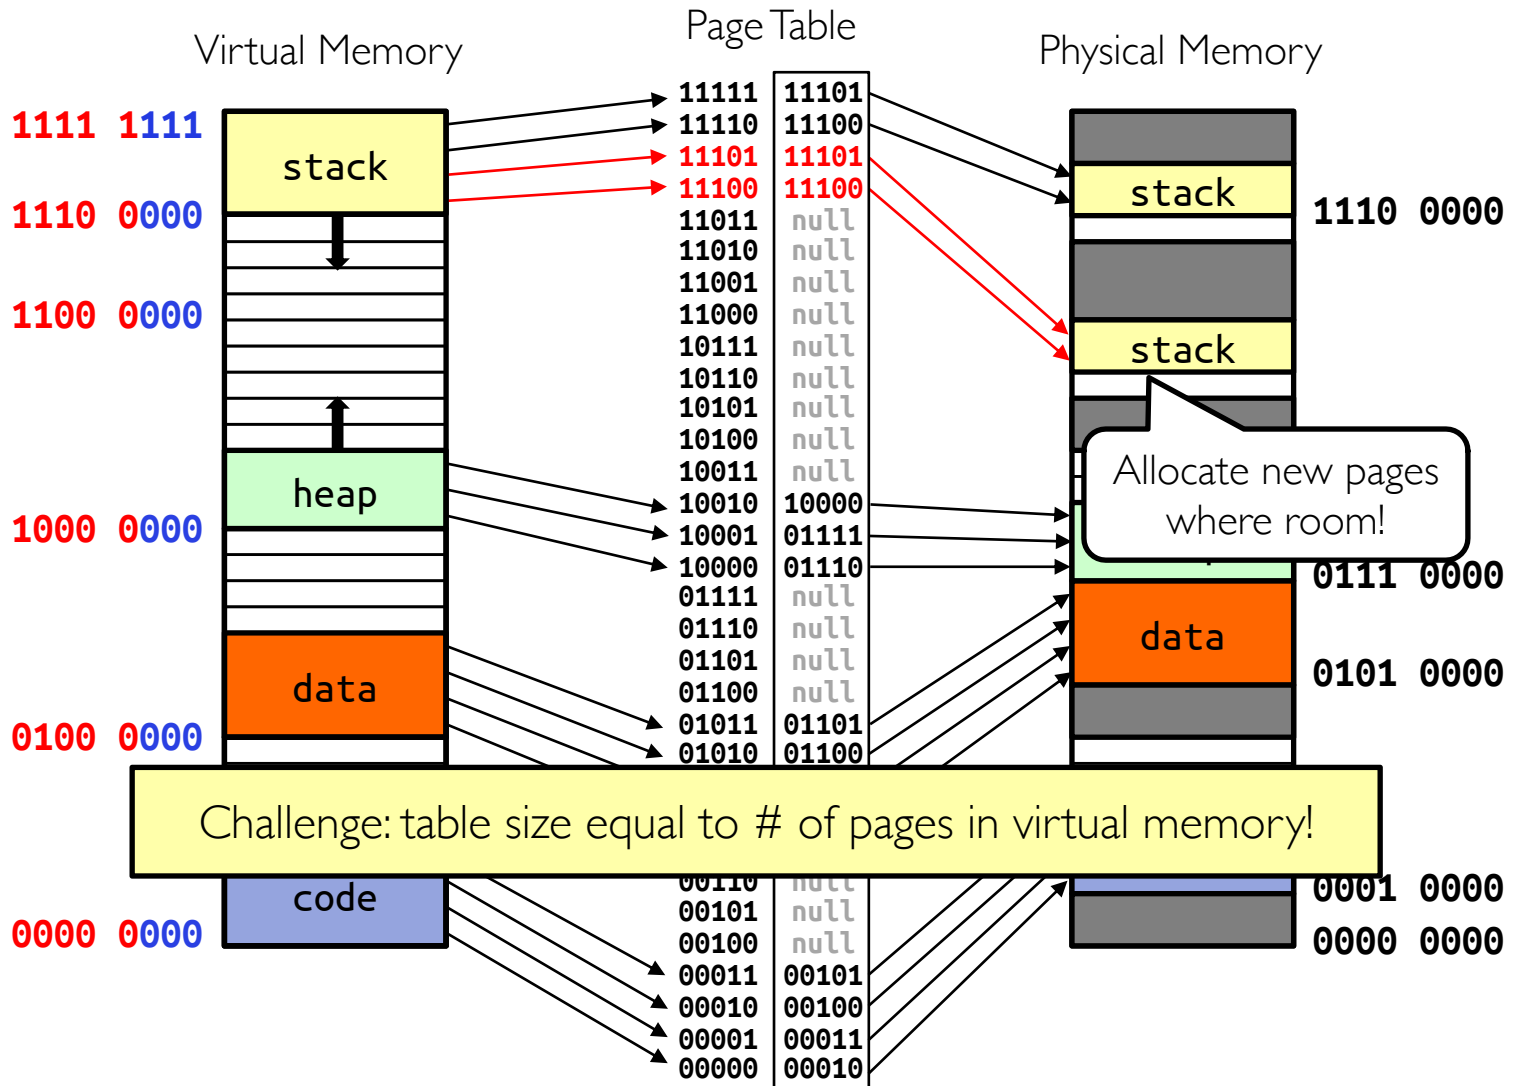 Page Table
Virtual Memory
Physical Memory
11111 11101
11110 11100
11101 11101
11100 11100
11011 null
11010 null
11001 null
11000 null
10111 null
10110 null
10101 null
10100 null
10011 null
10010 10000
10001 01111
10000 01110
01111 null
01110 null
01101 null
01100 null
01011 01101
01010 01100
00110 null
00101 null
00100 null
00011 00101
00010 00100
00001 00011
00000 00010
1111 1111
stack
1110 0000
1100 0000
heap
1000 0000
data
0100 0000
code
0000 0000
stack
1110 0000
stack
Allocate new pages
where room!
0111 0000
data
0101 0000
0001 0000
0000 0000
Challenge: table size equal to # of pages in virtual memory!